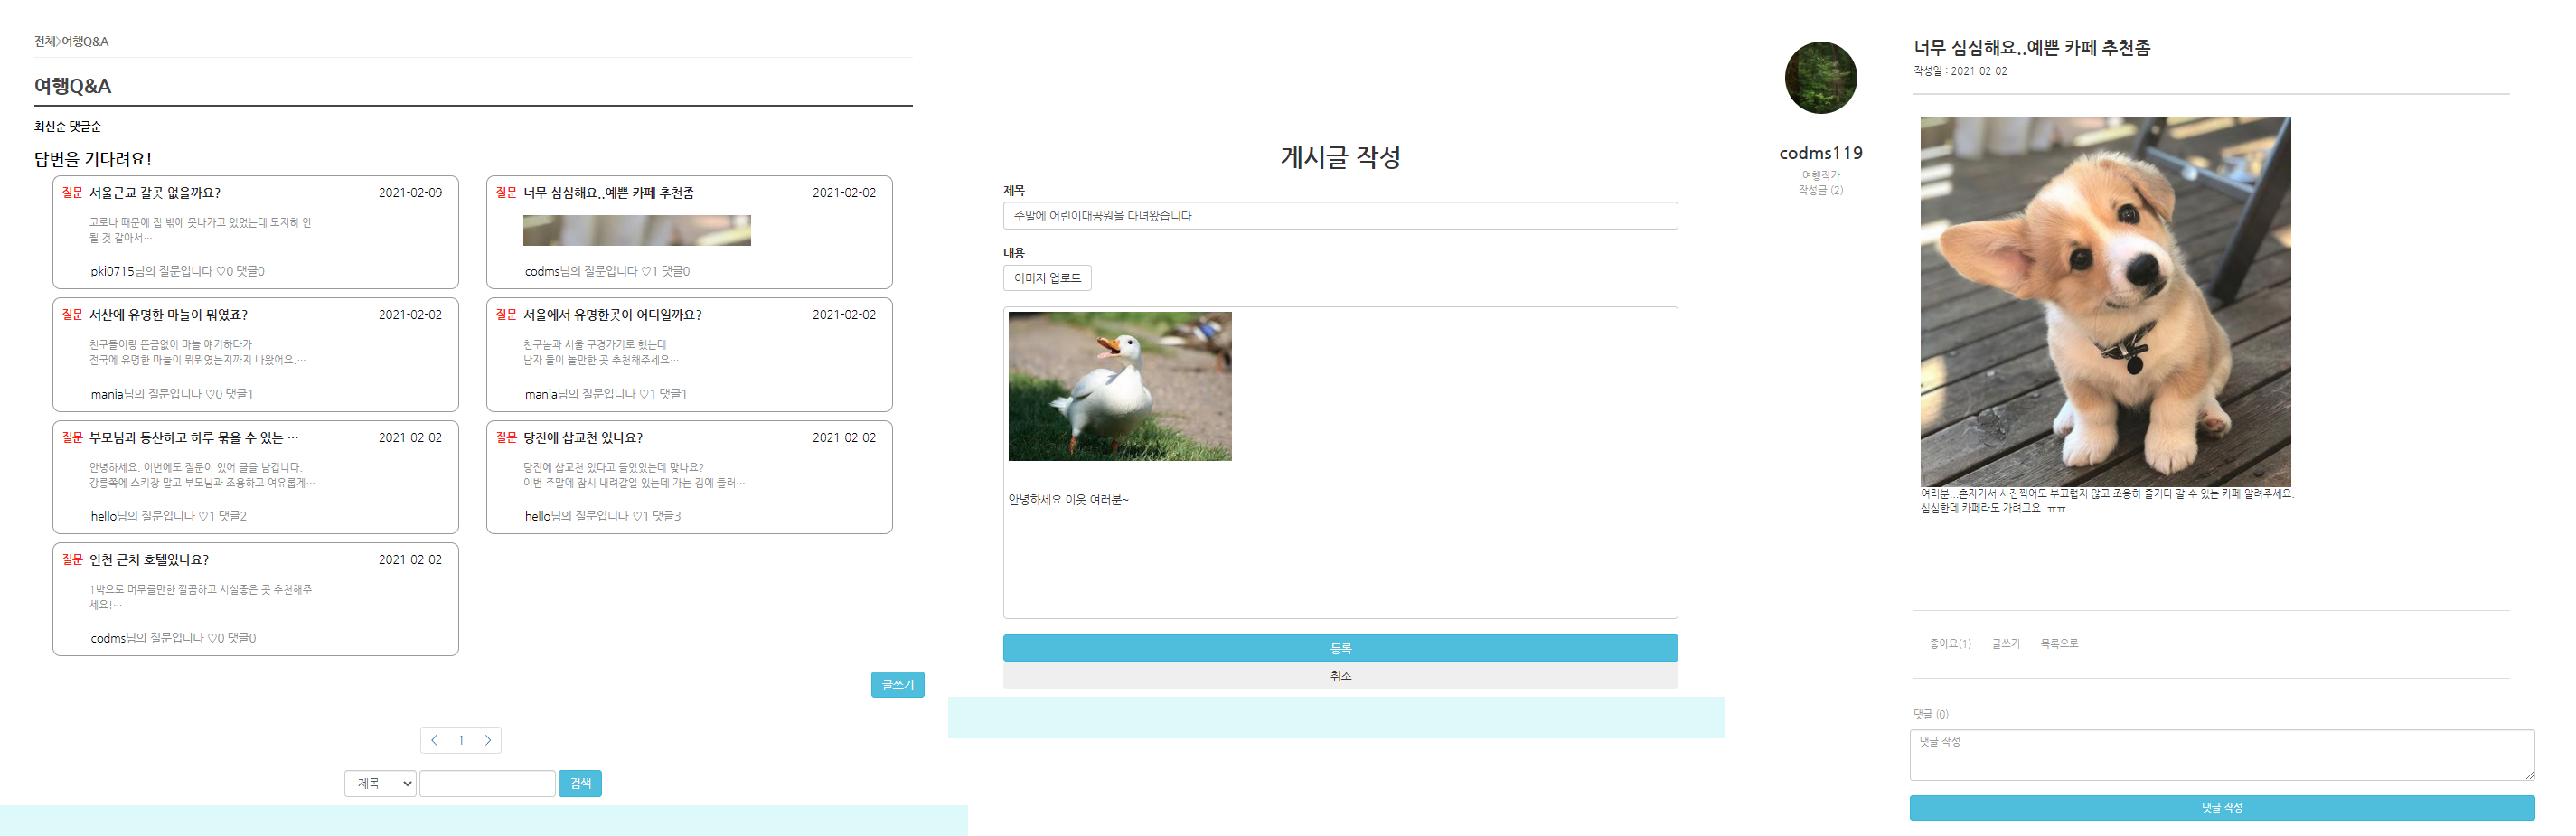 전체>여행Q&A
여행Q&A
최신순 댓글순
답변을 기다려요!
질문 서울근교 갈곳 없을까요? 2021-02-09
코로나 때문에 집 밖에 못나가고 있었는데 도저히 안
될 것 같아서…
pki0715님의 질문입니다 ♡0 댓글0
질문 너무 심심해요..예쁜 카페 추천좀 2021-02-02
codms님의 질문입니다 ♡1 댓글0
질문 서산에 유명한 마늘이 뭐였죠? 2021-02-02
친구들이랑 뜬금없이 마늘 얘기하다가
전국에 유명한 마늘이 뭐뭐였는지까지 나왔어요.…
mania님의 질문입니다 ♡0 댓글1
질문 서울에서 유명한곳이 어디일까요? 2021-02-02
친구놈과 서울 구경가기로 했는데
남자 둘이 놀만한 곳 추천해주세요…
mania님의 질문입니다 ♡1 댓글1
질문 부모님과 등산하고 하루 묶을 수 있는 … 2021-02-02
안녕하세요. 이번에도 질문이 있어 글을 남깁니다.
강릉쪽에 스키장 말고 부모님과 조용하고 여유롭게…
hello님의 질문입니다 ♡1 댓글2
질문 당진에 삽교천 있나요? 2021-02-02
당진에 삽교천 있다고 들었었는데 맞나요?
이번 주말에 잠시 내려갈일 있는데 가는 김에 들러…
hello님의 질문입니다 ♡1 댓글3
질문 인천 근처 호텔있나요? 2021-02-02
1박으로 머무를만한 깔끔하고 시설좋은 곳 추천해주
세요!…
codms님의 질문입니다 ♡0 댓글0
글쓰기
< 1 >
제목 검색
게시글 작성
제목
주말에 어린이대공원을 다녀왔습니다
내용
이미지 업로드
안녕하세요 이웃 여러분~
등록
취소
codms119
여행작가
작성글 (2)
너무 심심해요..예쁜 카페 추천좀
작성일 : 2021-02-02
여러분...혼자가서 사진찍어도 부끄럽지 않고 조용히 즐기다 갈 수 있는 카페 알려주세요.
심심한데 카페라도 가려고요..ㅠㅠ
좋아요(1) 글쓰기 목록으로
댓글 (0)
댓글 작성
댓글 작성